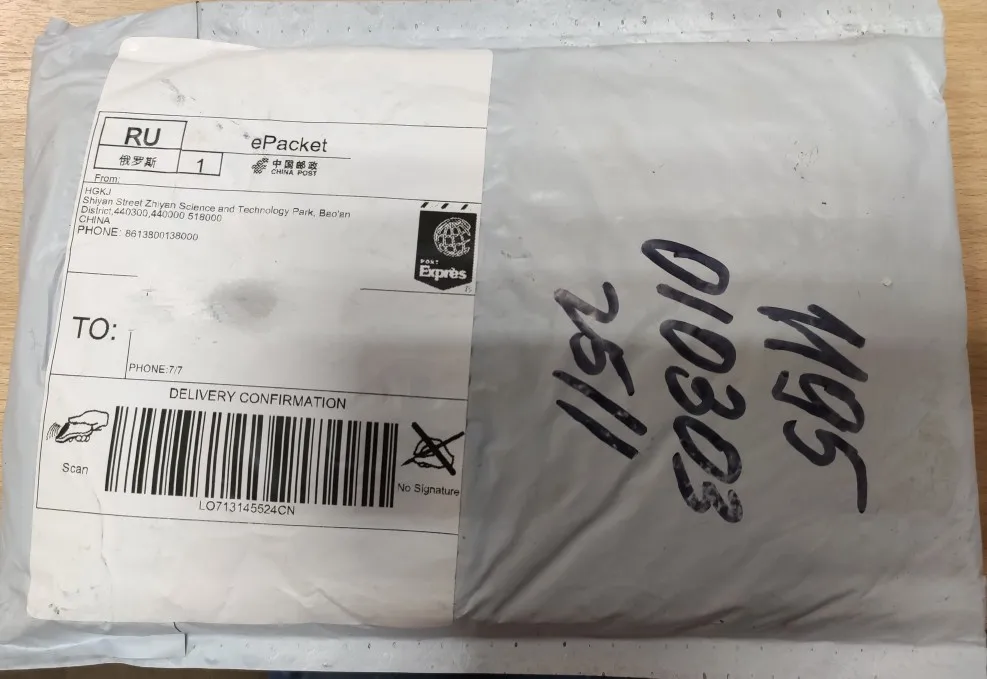 RU
俄罗斯
1
ePacket
中国邮政
CHINA POST
From:
HGKJ
Shiyan Street Zhiyan Science and Technology Park, Bao'an
District,440300,440000 518000
CHINA
PHONE: 8613800138000
POST
Exprès
TO:
PHONE:7/7
DELIVERY CONFIRMATION
Scan
No Signature
LO713145524CN
1195
010303
2511